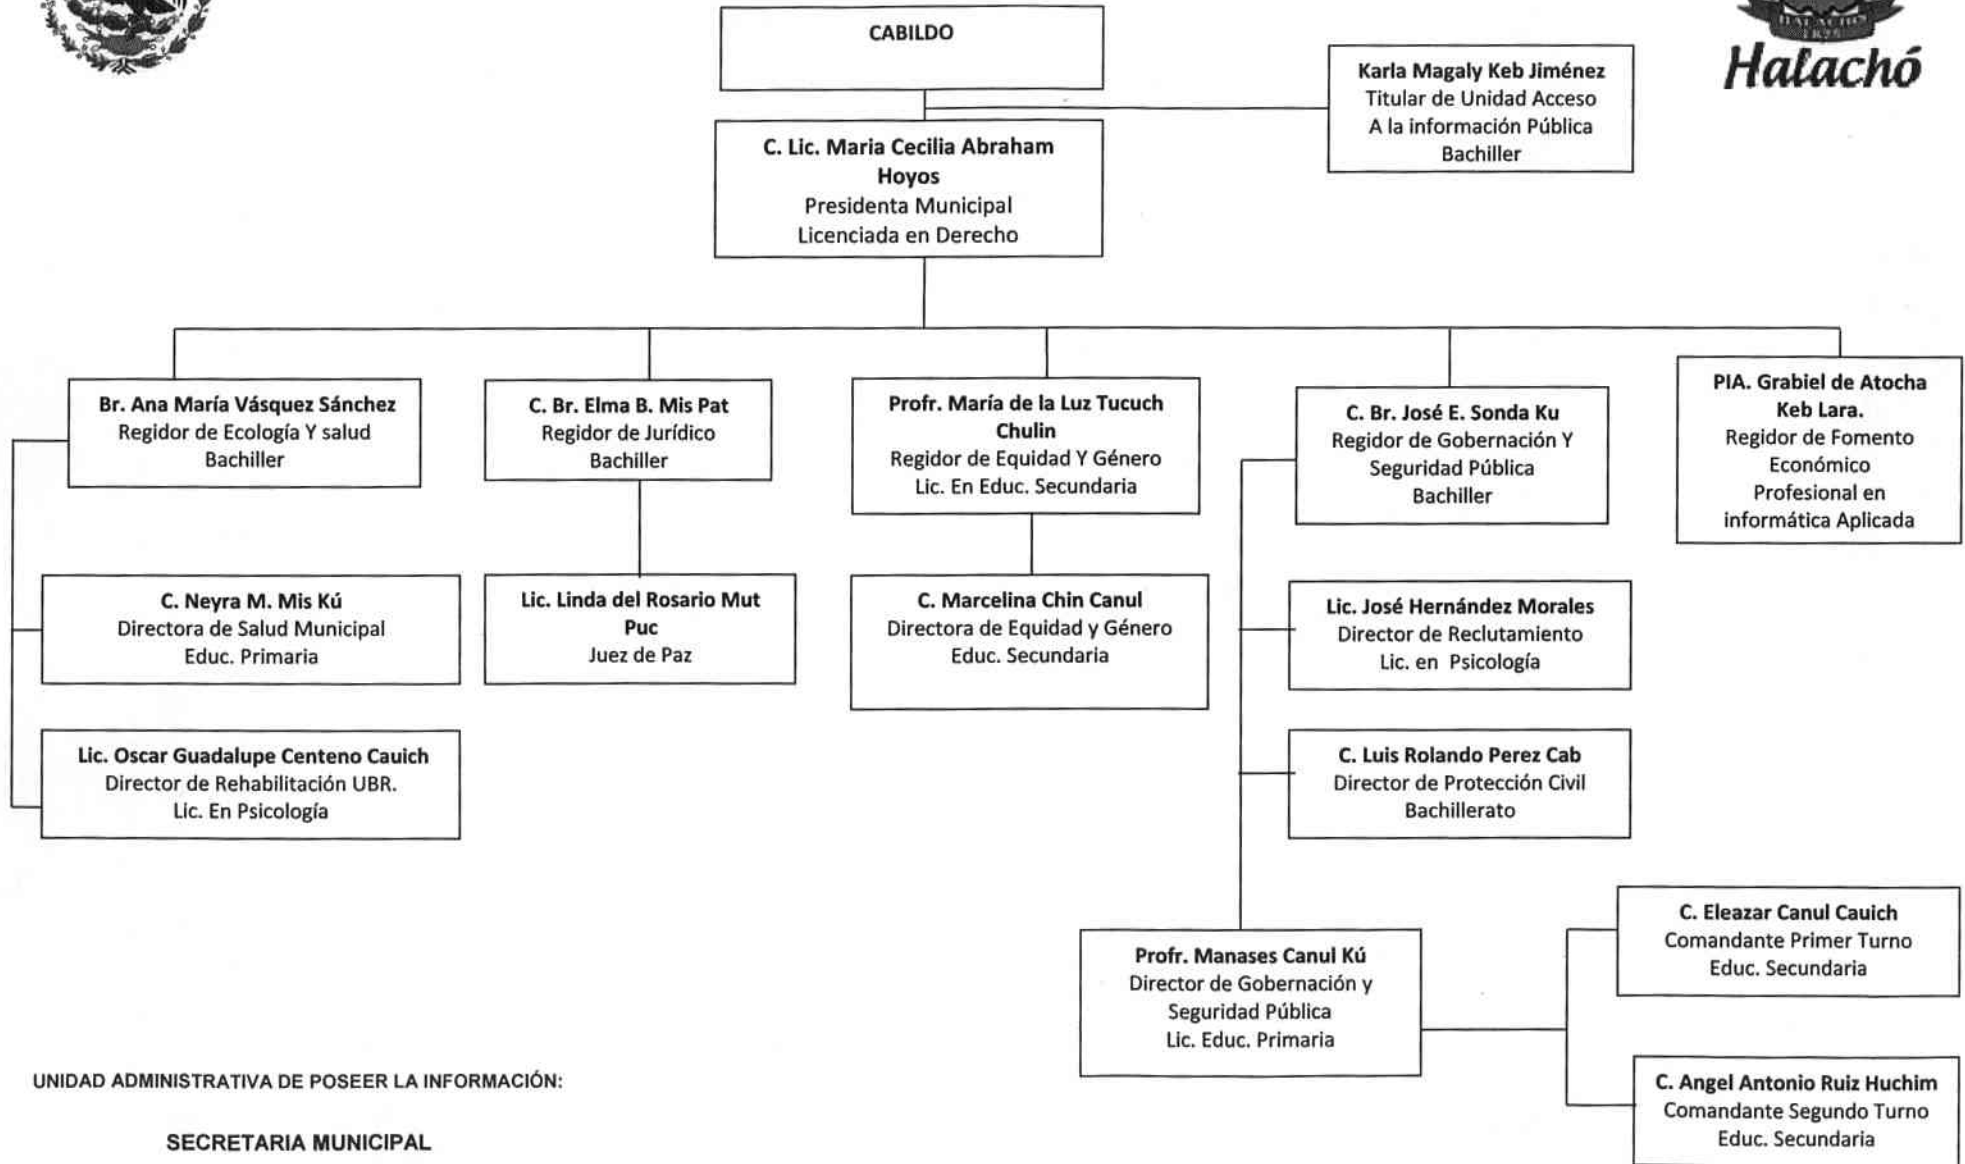 CABILDO
HALACHO
1825
Halachó
Karla Magaly Keb Jiménez
Titular de Unidad Acceso
A la información Pública
Bachiller
C. Lic. Maria Cecilia Abraham
Hoyos
Presidenta Municipal
Licenciada en Derecho
Br. Ana María Vásquez Sánchez
Regidor de Ecología Y salud
Bachiller
C. Br. Elma B. Mis Pat
Regidor de Jurídico
Bachiller
Profr. María de la Luz Tucuch
Chulin
Regidor de Equidad Y Género
Lic. En Educ. Secundaria
C. Br. José E. Sonda Ku
Regidor de Gobernación Y
Seguridad Pública
Bachiller
PIA. Grabiel de Atocha
Keb Lara.
Regidor de Fomento
Económico
Profesional en
informática Aplicada
C. Neyra M. Mis Kú
Directora de Salud Municipal
Educ. Primaria
Lic. Linda del Rosario Mut
Puc
Juez de Paz
C. Marcelina Chin Canul
Directora de Equidad y Género
Educ. Secundaria
Lic. José Hernández Morales
Director de Reclutamiento
Lic. en Psicología
Lic. Oscar Guadalupe Centeno Cauich
Director de Rehabilitación UBR.
Lic. En Psicología
C. Luis Rolando Perez Cab
Director de Protección Civil
Bachillerato
Profr. Manases Canul Kú
Director de Gobernación y
Seguridad Pública
Lic. Educ. Primaria
C. Eleazar Canul Cauich
Comandante Primer Turno
Educ. Secundaria
C. Angel Antonio Ruiz Huchim
Comandante Segundo Turno
Educ. Secundaria
UNIDAD ADMINISTRATIVA DE POSEER LA INFORMACIÓN:
SECRETARIA MUNICIPAL